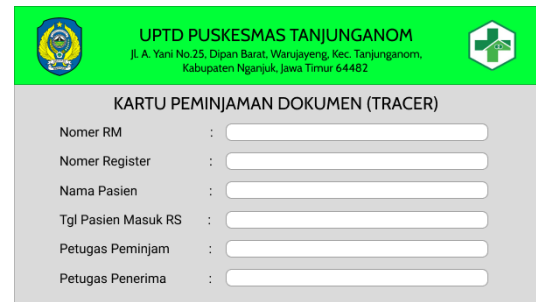 UPTD PUSKESMAS TANJUNGANOM
Jl. A. Yani No.25, Dipan Barat, Warujayeng, Kec. Tanjunganom,
Kabupaten Nganjuk, Jawa Timur 64482
KARTU PEMINJAMAN DOKUMEN (TRACER)
Nomer RM :
Nomer Register :
Nama Pasien :
Tgl Pasien Masuk RS :
Petugas Peminjam :
Petugas Penerima :